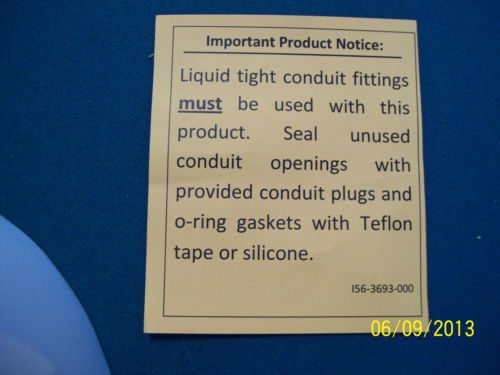 Important Product Notice:
Liquid tight conduit fittings
must be used with this
product. Seal unused
conduit openings with
provided conduit plugs and
o-ring gaskets with Teflon
tape or silicone.
I56-3693-000
06/09/2013